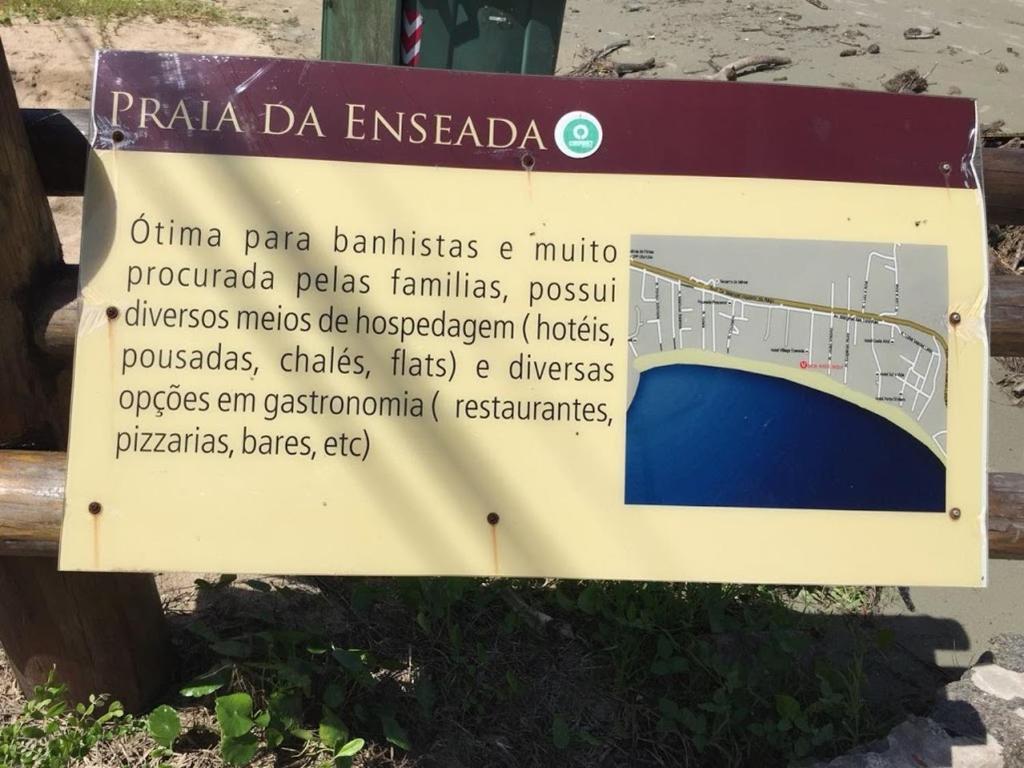 PRAIA DA ENSEADA
Ótima para banhistas e muito
procurada pelas familias, possui
diversos meios de hospedagem ( hotéis,
pousadas, chalés, flats) e diversas
opções em gastronomia ( restaurantes,
pizzarias, bares, etc)